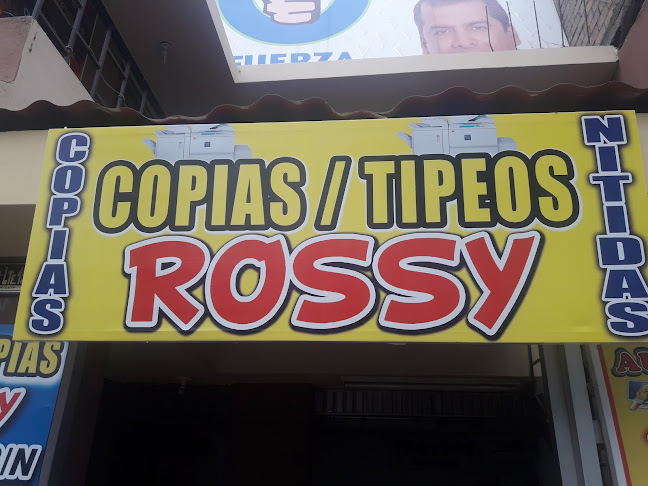 FUERZA
COPIAS
COPIAS / TIPEOS
ROSSY
NITIDAS
PIAS